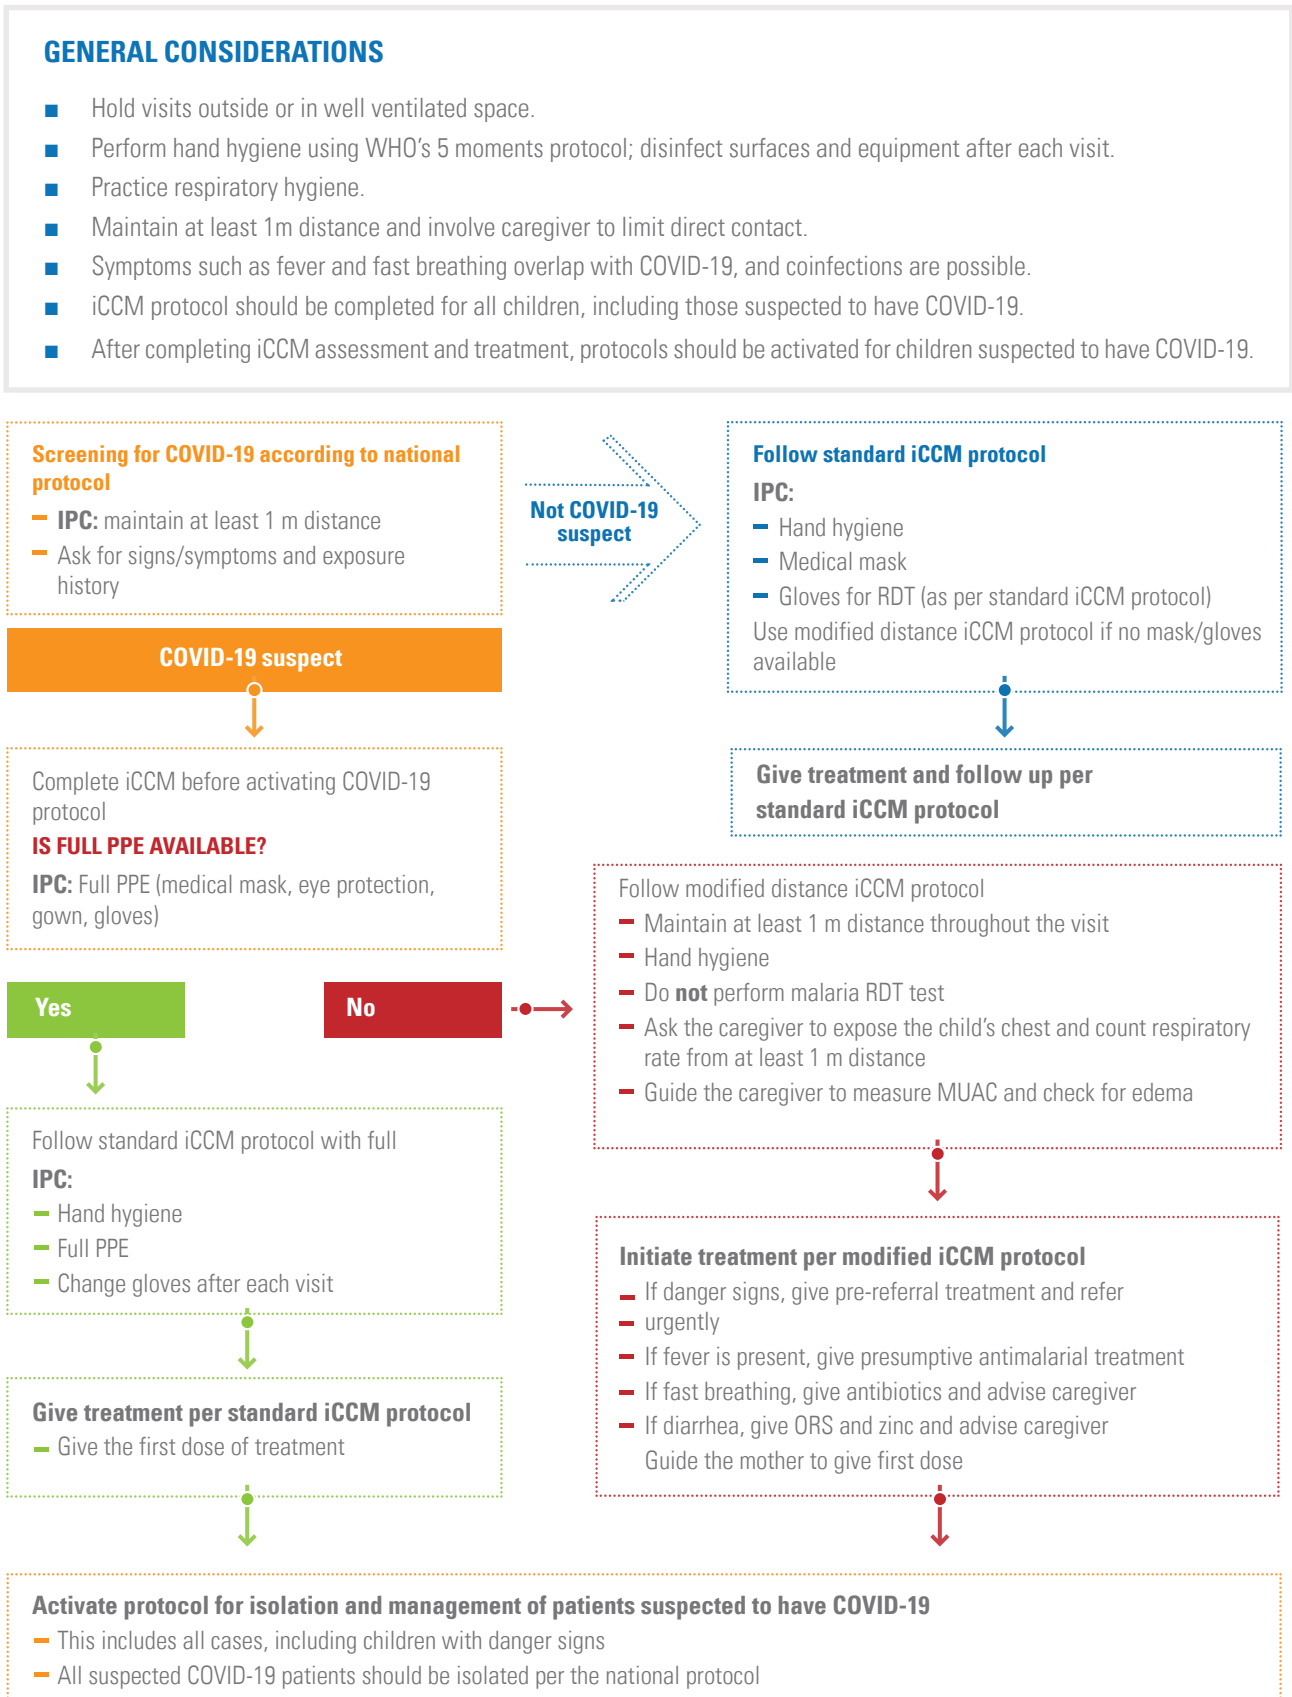 GENERAL CONSIDERATIONS
Hold visits outside or in well ventilated space.
Perform hand hygiene using WHO's 5 moments protocol; disinfect surfaces and equipment after each visit.
Practice respiratory hygiene.
Maintain at least 1m distance and involve caregiver to limit direct contact.
Symptoms such as fever and fast breathing overlap with COVID-19, and coinfections are possible.
iCCM protocol should be completed for all children, including those suspected to have COVID-19.
After completing iCCM assessment and treatment, protocols should be activated for children suspected to have COVID-19.
Screening for COVID-19 according to national
protocol
IPC: maintain at least 1 m distance
Ask for signs/symptoms and exposure
history
Not COVID-19
suspect
Follow standard iCCM protocol
IPC:
Hand hygiene
Medical mask
Gloves for RDT (as per standard iCCM protocol)
Use modified distance iCCM protocol if no mask/gloves
available
COVID-19 suspect
Give treatment and follow up per
standard iCCM protocol
Complete iCCM before activating COVID-19
protocol
IS FULL PPE AVAILABLE?
IPC: Full PPE (medical mask, eye protection,
gown, gloves)
Yes
No
Follow modified distance iCCM protocol
Maintain at least 1 m distance throughout the visit
Hand hygiene
Do not perform malaria RDT test
Ask the caregiver to expose the child's chest and count respiratory
rate from at least 1 m distance
Guide the caregiver to measure MUAC and check for edema
Follow standard iCCM protocol with full
IPC:
Hand hygiene
Full PPE
Change gloves after each visit
Initiate treatment per modified iCCM protocol
If danger signs, give pre-referral treatment and refer
urgently
If fever is present, give presumptive antimalarial treatment
If fast breathing, give antibiotics and advise caregiver
If diarrhea, give ORS and zinc and advise caregiver
Guide the mother to give first dose
Give treatment per standard iCCM protocol
Give the first dose of treatment
Activate protocol for isolation and management of patients suspected to have COVID-19
This includes all cases, including children with danger signs
All suspected COVID-19 patients should be isolated per the national protocol